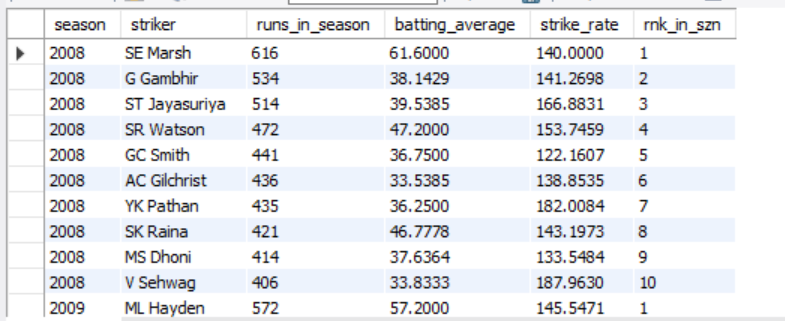 season striker runs_in_season batting_average strike_rate rnk_in_szn
2008 SE Marsh 616 61.6000 140.0000 1
2008 G Gambhir 534 38.1429 141.2698 2
2008 ST Jayasuriya 514 39.5385 166.8831 3
2008 SR Watson 472 47.2000 153.7459 4
2008 GC Smith 441 36.7500 122.1607 5
2008 AC Gilchrist 436 33.5385 138.8535 6
2008 YK Pathan 435 36.2500 182.0084 7
2008 SK Raina 421 46.7778 143.1973 8
2008 MS Dhoni 414 37.6364 133.5484 9
2008 V Sehwag 406 33.8333 187.9630 10
2009 ML Hayden 572 57.2000 145.5471 1